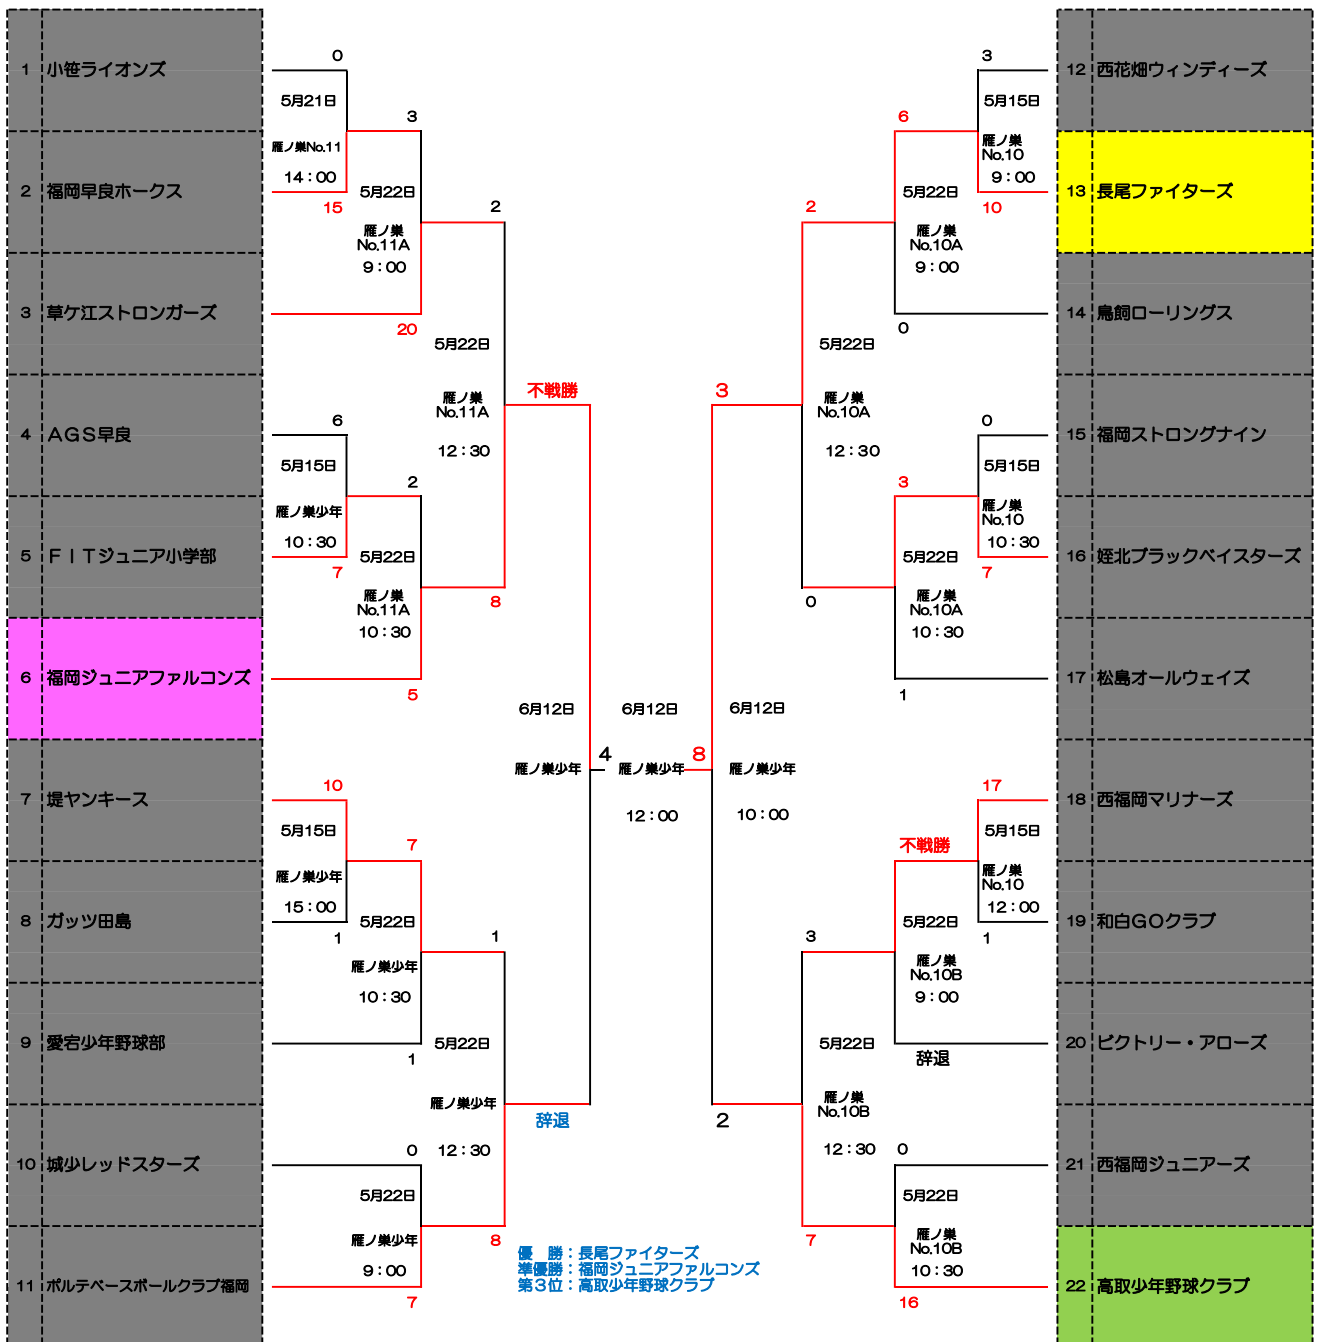 1 小笹ライオンズ
0
5月21日
雁ノ巣No.11
14：00
2 福岡早良ホークス
15
3
5月22日
雁ノ巣
No.11A
9：00
3 草ケ江ストロンガーズ
20
2
5月22日
雁ノ巣
No.11A
12：30
4 AGS早良
6
5月15日
雁ノ巣少年
10：30
5 FITジュニア小学部
7
2
5月22日
雁ノ巣
No.11A
10：30
8
6 福岡ジュニアファルコンズ
5
不戦勝
6月12日
雁ノ巣少年
7 堤ヤンキース
10
5月15日
雁ノ巣少年
15：00
8 ガッツ田島
1
7
5月22日
雁ノ巣少年
10：30
9 愛宕少年野球部
1
1
5月22日
雁ノ巣少年
12：30
辞退
10 城少レッドスターズ
0
5月22日
雁ノ巣少年
9：00
11 ボルテベースボールクラブ福岡
7
8
4
6月12日
雁ノ巣少年
12：00
8
12 西花畑ウィンディーズ
3
5月15日
雁ノ巣
No.10
9：00
13 長尾ファイターズ
10
6
5月22日
雁ノ巣
No.10A
9：00
14 鳥飼ローリングス
0
2
5月22日
雁ノ巣
No.10A
12：30
15 福岡ストロングナイン
0
5月15日
雁ノ巣
No.10
10：30
16 姪北ブラックベイスターズ
7
3
5月22日
雁ノ巣
No.10A
10：30
0
17 松島オールウェイズ
1
3
6月12日
雁ノ巣少年
10：00
18 西福岡マリナーズ
17
5月15日
雁ノ巣
No.10
12：00
19 和白GOクラブ
1
不戦勝
5月22日
雁ノ巣
No.10B
9：00
20 ビクトリー・アローズ
辞退
3
5月22日
雁ノ巣
No.10B
12：30
2
21 西福岡ジュニアーズ
0
5月22日
雁ノ巣
No.10B
10：30
22 高取少年野球クラブ
16
7
優　勝：長尾ファイターズ
準優勝：福岡ジュニアファルコンズ
第3位：高取少年野球クラブ